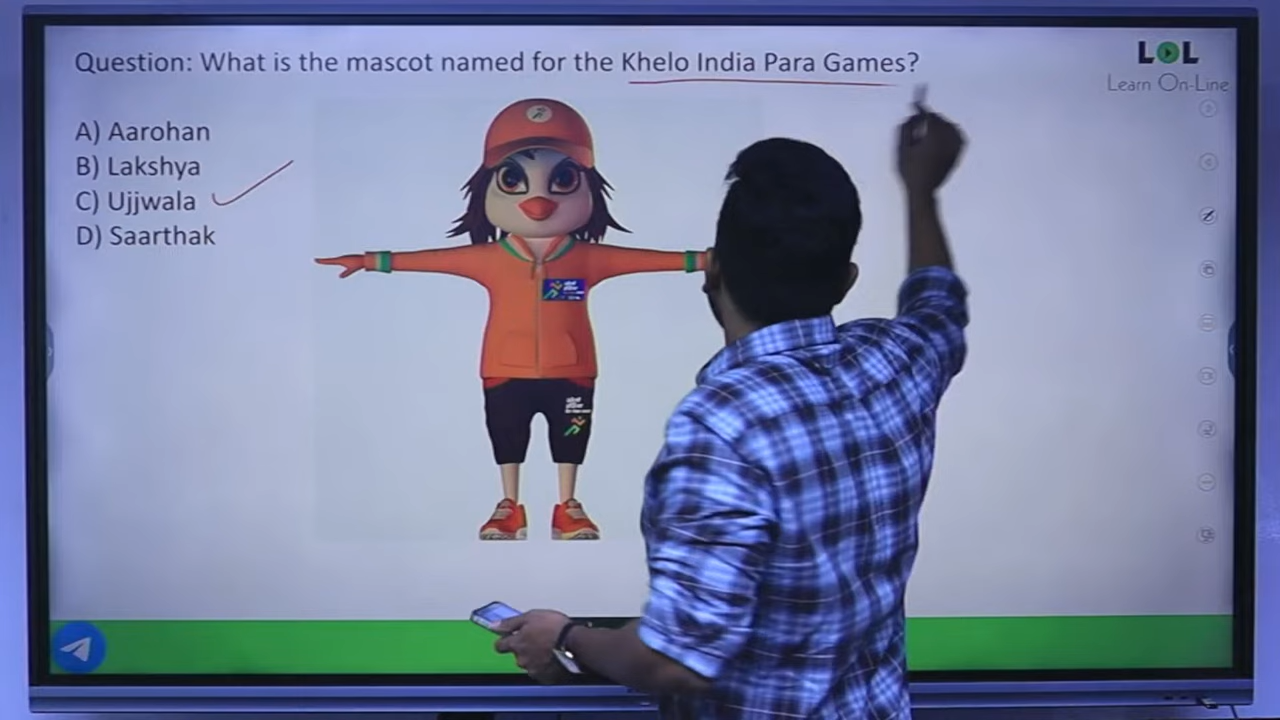 Question: What is the mascot named for the Khelo India Para Games?
LOL
Learn On-Line
A) Aarohan
B) Lakshya
C) Ujjwala
D) Saarthak